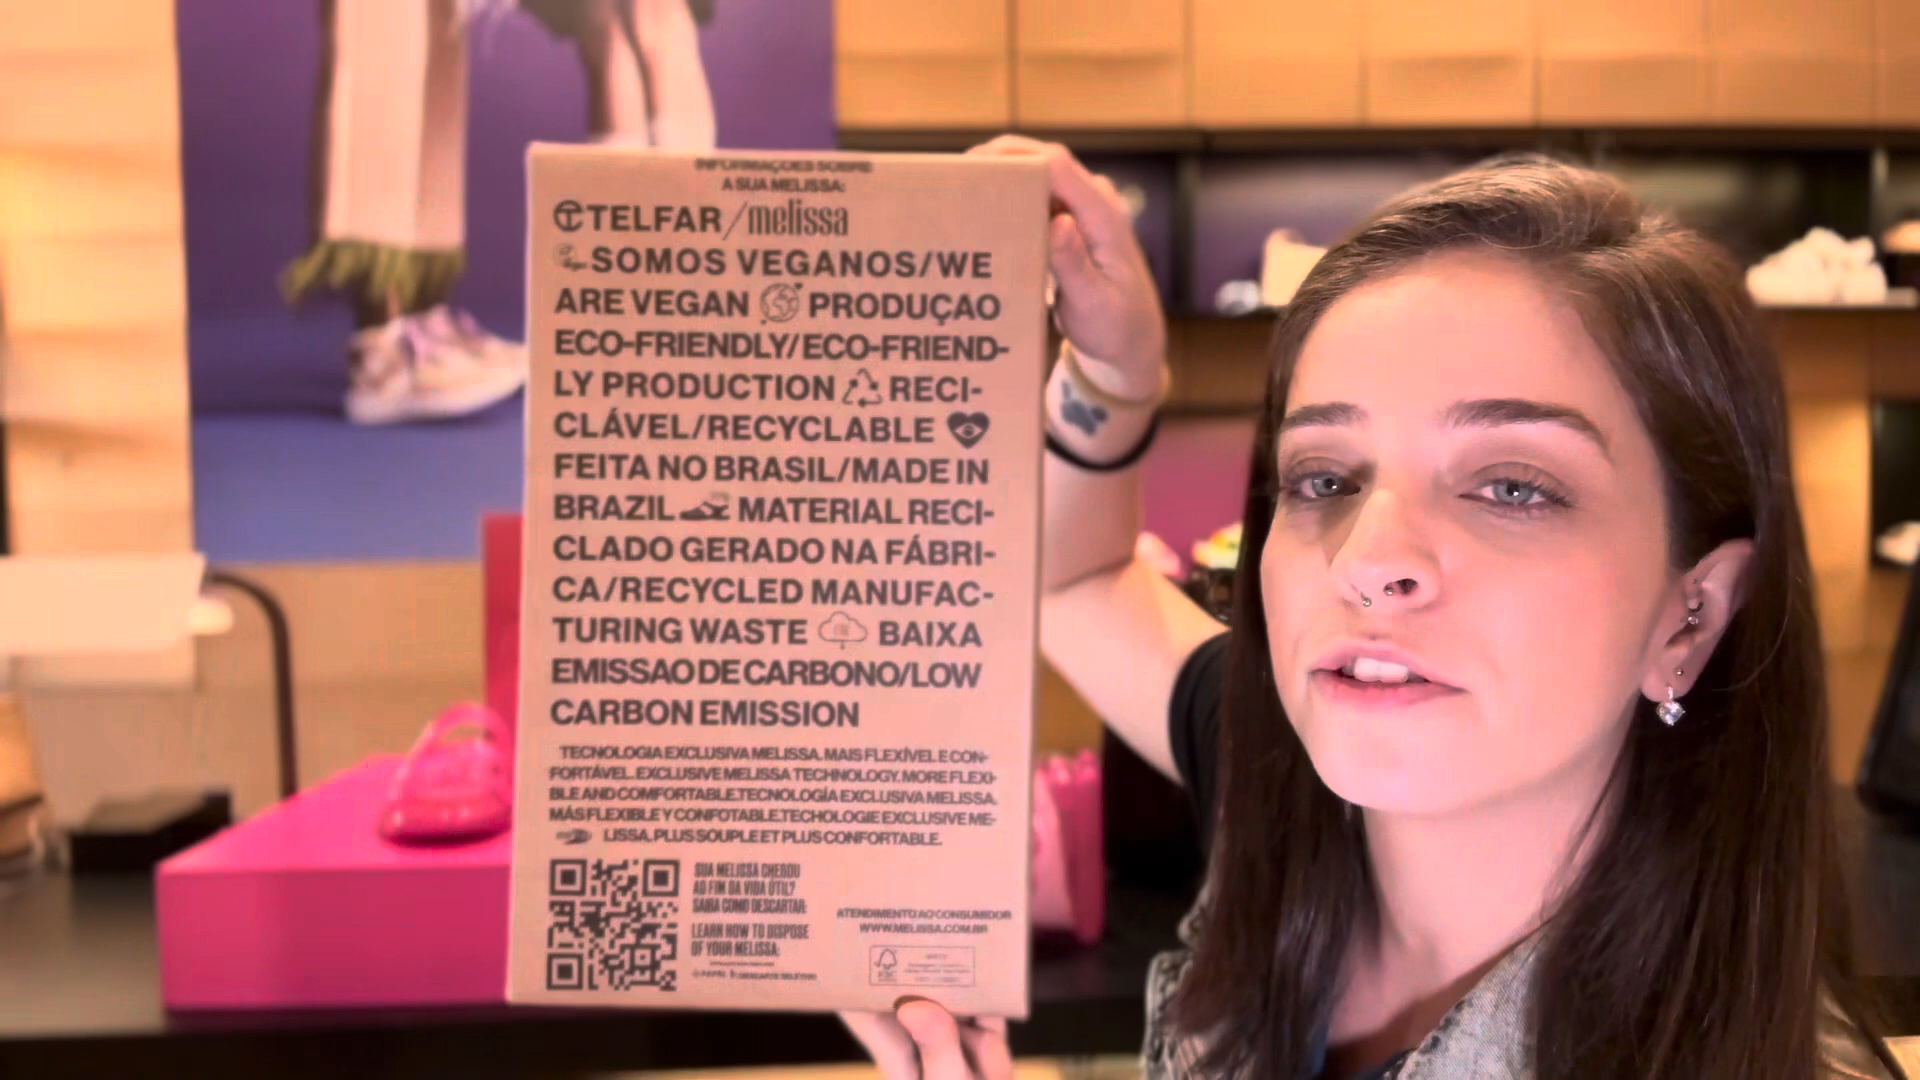 INFORMAÇÕES SOBRE
A SUA MELISSA:
TELFAR/melissa
SOMOS VEGANOS/WE
ARE VEGAN PRODUÇAO
ECO-FRIENDLY/ECO-FRIEND-
LY PRODUCTION RECI-
CLÁVEL/RECYCLABLE
FEITA NO BRASIL/MADE IN
BRAZIL MATERIAL RECI-
CLADO GERADO NA FÁBRI-
CA/RECYCLED MANUFAC-
TURING WASTE BAIXA
EMISSAO DE CARBONO/LOW
CARBON EMISSION
TECNOLOGIA EXCLUSIVA MELISSA. MAIS FLEXÍVEL E CON-
FORTÁVEL. EXCLUSIVE MELISSA TECHNOLOGY. MORE FLEXI-
BLE AND COMFORTABLE.TECNOLOGÍA EXCLUSIVA MELISSA.
MÁS FLEXIBLE Y CONFOTABLE.TECHOLOGIE EXCLUSIVE ME-
LISSA. PLUS SOUPLE ET PLUS CONFORTABLE.
SUA MELISSA CHEGOU
AO FIM DA VIDA ÚTIL?
SAIBA COMO DESCARTAR:
LEARN HOW TO DISPOSE
OF YOUR MELISSA:
ATENDIMENTO AO CONSUMIDOR
WWW.MELISSA.COM.BR
FSC